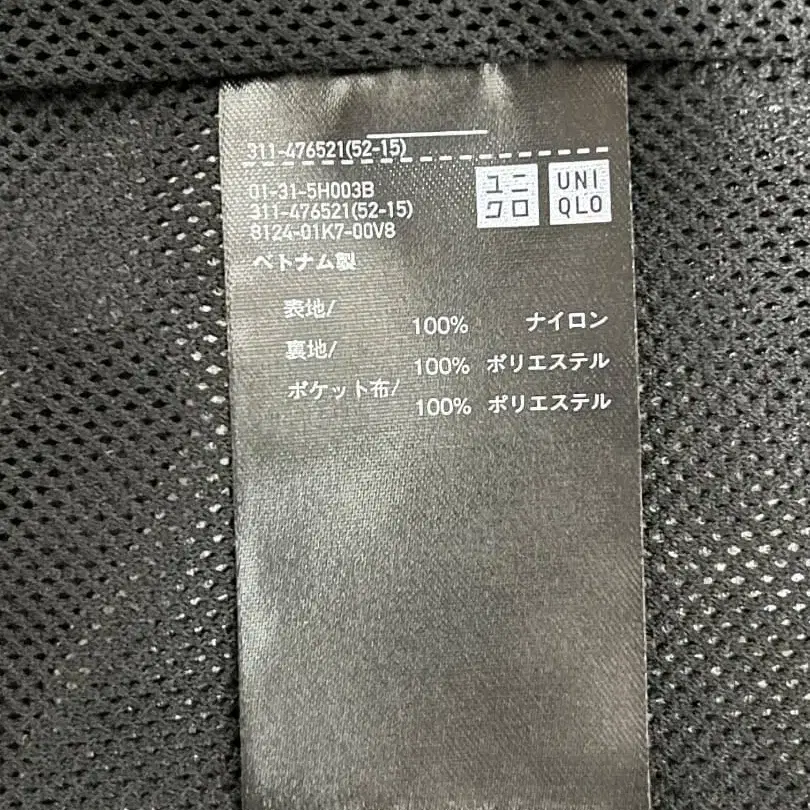 311-476521(52-15)
01-31-5H003B
311-476521(52-15)
8124-01K7-00V8
ユニ
クロ
UNI
QLO
ベトナム製
表地/
100% ナイロン
裏地/
100% ポリエステル
ポケット布/
100% ポリエステル